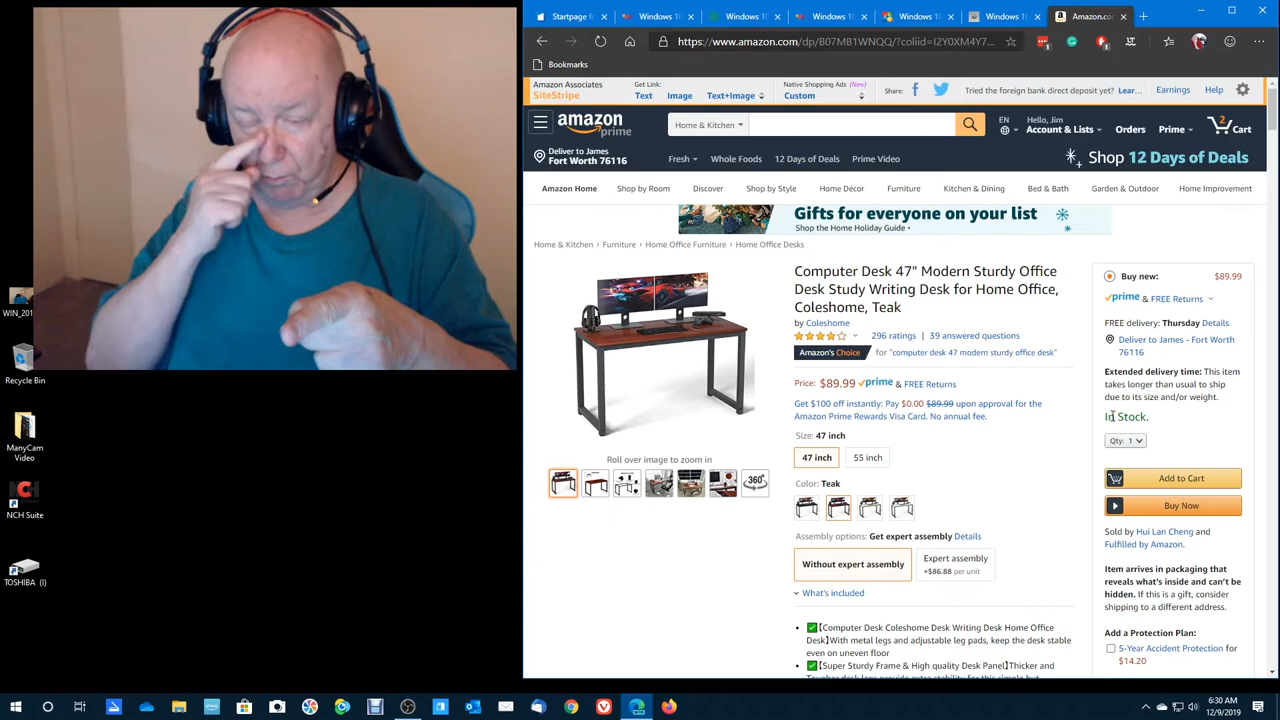 Startpage f
Windows 10
Windows 1
Windows 10
Windows 1
Windows 10
Amazon.co
https://www.amazon.com/dp/B07MB1WNQQ/?coliid=I2Y0XM4Y7...
Bookmarks
Amazon Associates
SiteStripe
Get Link:
Text Image Text+Image
Native Shopping Ads (New)
Custom
Share:
Tried the foreign bank direct deposit yet? Lear...
Earnings Help
amazon prime
Home & Kitchen
EN
Hello, Jim
Account & Lists
Orders
Prime
2
Cart
Deliver to James
Fort Worth 76116
Fresh Whole Foods 12 Days of Deals Prime Video
Shop 12 Days of Deals
Amazon Home Shop by Room Discover Shop by Style Home Décor Furniture Kitchen & Dining Bed & Bath Garden & Outdoor Home Improvement
Gifts for everyone on your list
Shop the Home Holiday Guide ›
Home & Kitchen › Furniture › Home Office Furniture › Home Office Desks
Computer Desk 47" Modern Sturdy Office
Desk Study Writing Desk for Home Office,
Coleshome, Teak
by Coleshome
296 ratings | 39 answered questions
Amazon's Choice for "computer desk 47 modern sturdy office desk"
Price: $89.99 prime & FREE Returns
Get $100 off instantly: Pay $0.00 $89.99 upon approval for the
Amazon Prime Rewards Visa Card. No annual fee.
Size: 47 inch
47 inch 55 inch
Color: Teak
Assembly options: Get expert assembly Details
Without expert assembly
Expert assembly
+$86.88 per unit
What's included
• ✅【Computer Desk Coleshome Desk Writing Desk Home Office
Desk】With metal legs and adjustable leg pads, keep the desk stable
even on uneven floor
• ✅【Super Sturdy Frame & High quality Desk Panel】Thicker and
Roll over image to zoom in
360°
Buy new: $89.99
prime & FREE Returns
FREE delivery: Thursday Details
Deliver to James - Fort Worth
76116
Extended delivery time: This item
takes longer than usual to ship
due to its size and/or weight.
In Stock.
Qty: 1
Add to Cart
Buy Now
Sold by Hui Lan Cheng and
Fulfilled by Amazon.
Item arrives in packaging that
reveals what's inside and can't be
hidden. If this is a gift, consider
shipping to a different address.
Add a Protection Plan:
5-Year Accident Protection for
$14.20
WIN_201
Recycle Bin
ManyCam
Video
NCH Suite
TOSHIBA (I)
6:30 AM
12/9/2019